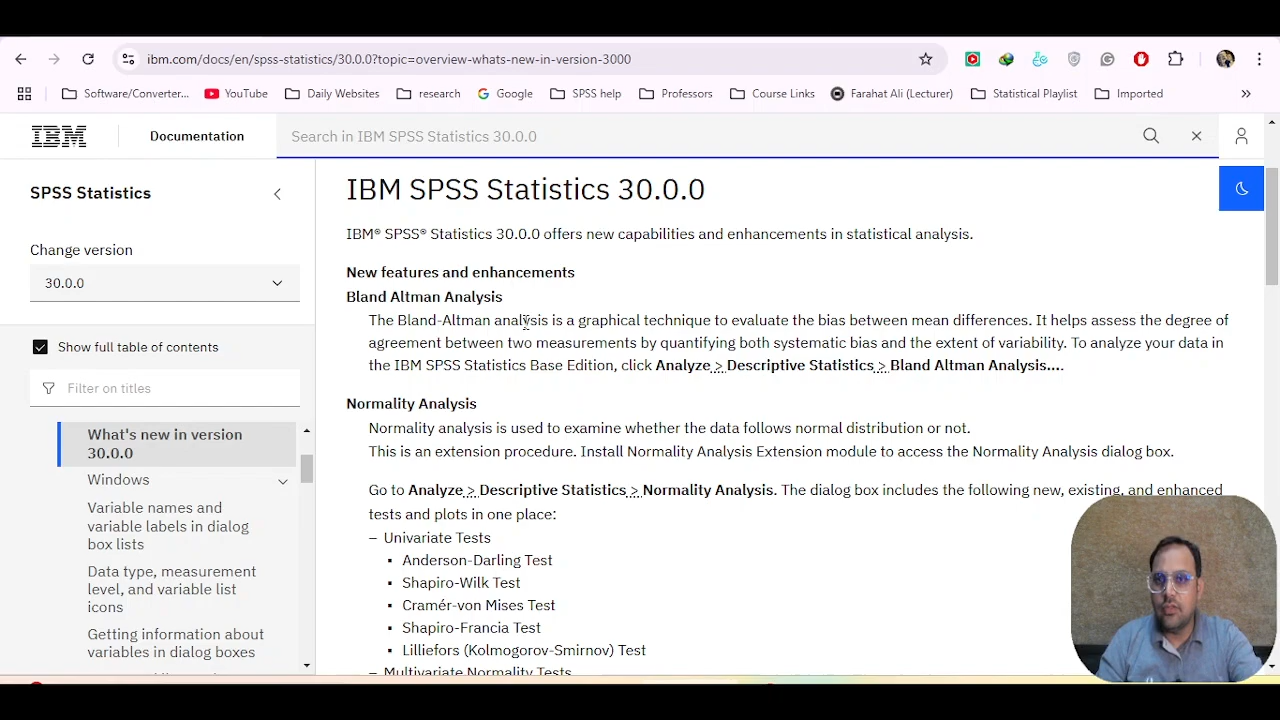 ibm.com/docs/en/spss-statistics/30.0.0?topic=overview-whats-new-in-version-3000
Software/Converter... YouTube Daily Websites research Google SPSS help Professors Course Links Farahat Ali (Lecturer) Statistical Playlist Imported
IBM Documentation Search in IBM SPSS Statistics 30.0.0
SPSS Statistics
Change version
30.0.0
Show full table of contents
Filter on titles
What's new in version
30.0.0
Windows
Variable names and
variable labels in dialog
box lists
Data type, measurement
level, and variable list
icons
Getting information about
variables in dialog boxes
IBM SPSS Statistics 30.0.0
IBM® SPSS® Statistics 30.0.0 offers new capabilities and enhancements in statistical analysis.
New features and enhancements
Bland Altman Analysis
The Bland-Altman analysis is a graphical technique to evaluate the bias between mean differences. It helps assess the degree of
agreement between two measurements by quantifying both systematic bias and the extent of variability. To analyze your data in
the IBM SPSS Statistics Base Edition, click Analyze > Descriptive Statistics > Bland Altman Analysis....
Normality Analysis
Normality analysis is used to examine whether the data follows normal distribution or not.
This is an extension procedure. Install Normality Analysis Extension module to access the Normality Analysis dialog box.
Go to Analyze > Descriptive Statistics > Normality Analysis. The dialog box includes the following new, existing, and enhanced
tests and plots in one place:
– Univariate Tests
▪ Anderson-Darling Test
▪ Shapiro-Wilk Test
▪ Cramér-von Mises Test
▪ Shapiro-Francia Test
▪ Lilliefors (Kolmogorov-Smirnov) Test
– Multivariate Normality Tests